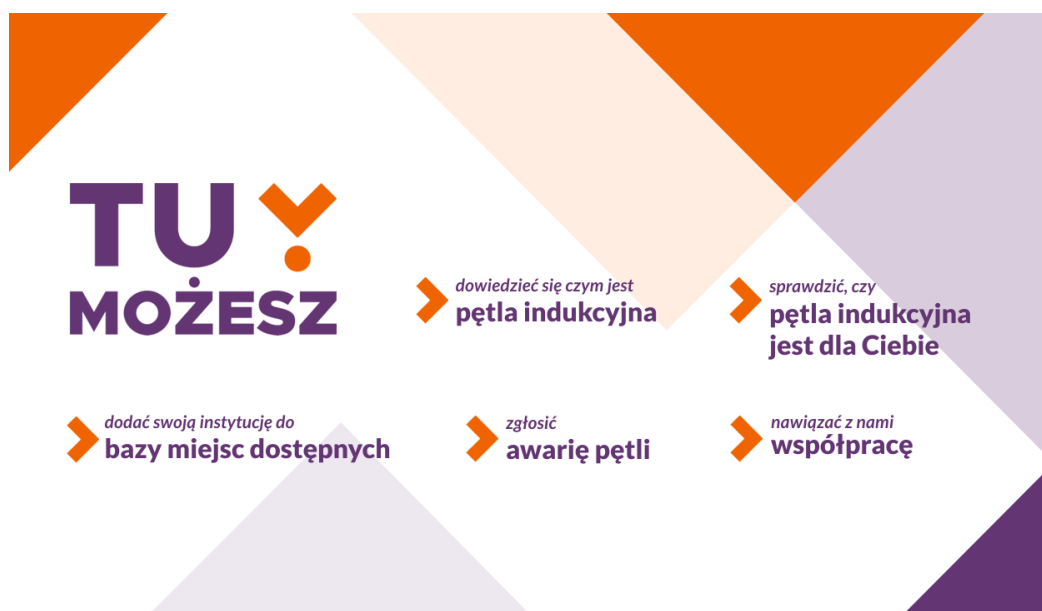 TU
MOŻESZ
dowiedzieć się czym jest
pętla indukcyjna
sprawdzić, czy
pętla indukcyjna
jest dla Ciebie
dodać swoją instytucję do
bazy miejsc dostępnych
zgłosić
awarię pętli
nawiązać z nami
współpracę